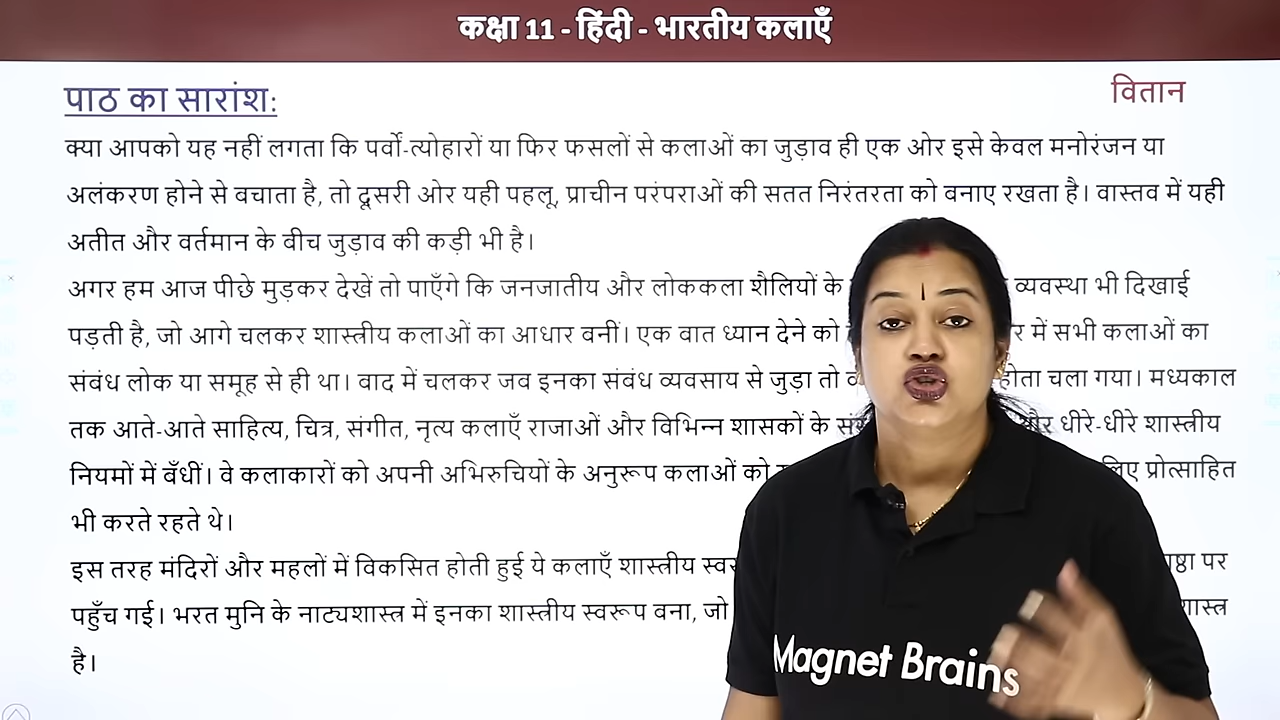 कक्षा 11 - हिंदी - भारतीय कलाएँ
पाठ का सारांश:
वितान
क्या आपको यह नहीं लगता कि पर्वों-त्योहारों या फिर फसलों से कलाओं का जुड़ाव ही एक ओर इसे केवल मनोरंजन या
अलंकरण होने से बचाता है, तो दूसरी ओर यही पहलू, प्राचीन परंपराओं की सतत निरंतरता को बनाए रखता है। वास्तव में यही
अतीत और वर्तमान के बीच जुड़ाव की कड़ी भी है।
अगर हम आज पीछे मुड़कर देखें तो पाएँगे कि जनजातीय और लोककला शैलियों के व्यवस्था भी दिखाई
पड़ती है, जो आगे चलकर शास्त्रीय कलाओं का आधार बनीं। एक वात ध्यान देने को में सभी कलाओं का
संबंध लोक या समूह से ही था। वाद में चलकर जब इनका संबंध व्यवसाय से जुड़ा तो होता चला गया। मध्यकाल
तक आते-आते साहित्य, चित्र, संगीत, नृत्य कलाएँ राजाओं और विभिन्न शासकों के और धीरे-धीरे शास्त्रीय
नियमों में बँधीं। वे कलाकारों को अपनी अभिरुचियों के अनुरूप कलाओं को लिए प्रोत्साहित
भी करते रहते थे।
इस तरह मंदिरों और महलों में विकसित होती हुई ये कलाएँ शास्त्रीय पर
पहुँच गई। भरत मुनि के नाट्यशास्त्र में इनका शास्त्रीय स्वरूप वना, जो
है।
Magnet Brains